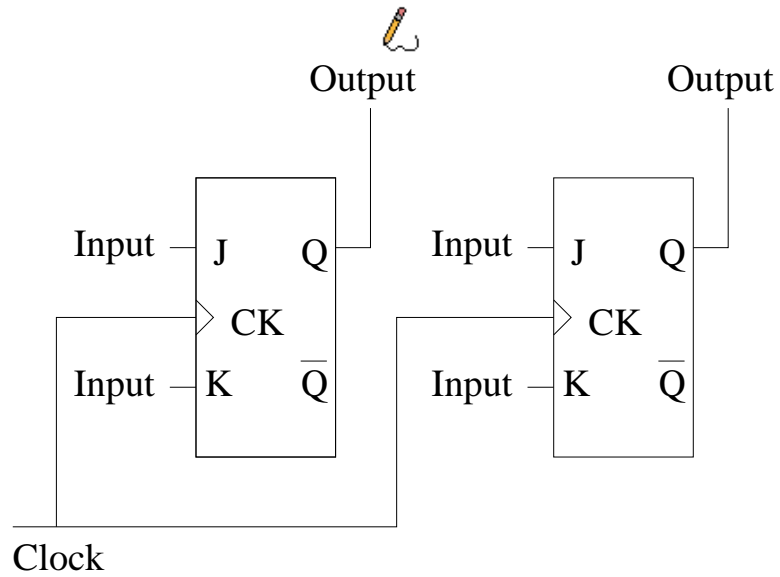 Output Output
Input J Q Input J Q
CK CK
Input K Q̅ Input K Q̅
Clock